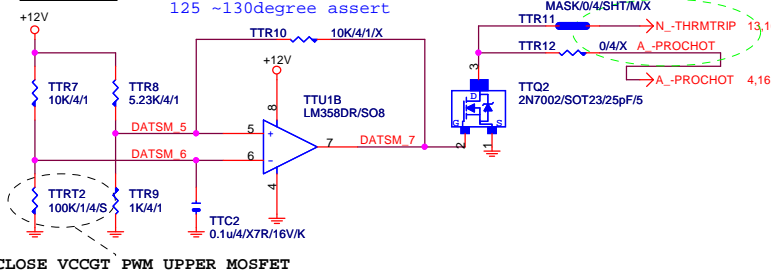 MASK/0/4/SHT/M/X
125 ~130degree assert
+12V
TTR10 10K/4/1/X
TTR11
N_-THRMTRIP 13,1
TTR12 0/4/X A_-PROCHOT
A_-PROCHOT 4,16
+12V
3
TTR7
10K/4/1
TTR8
5.23K/4/1
TTQ2
2N7002/SOT23/25pF/5
D
G S
8
TTU1B
LM358DR/SO8
DATSM_5 5 +
DATSM_6 6 -
7 DATSM_7
2 1
4
TTRT2
100K/1/4/S
TTR9
1K/4/1
TTC2
0.1u/4/X7R/16V/K
CLOSE VCCGT PWM UPPER MOSFET